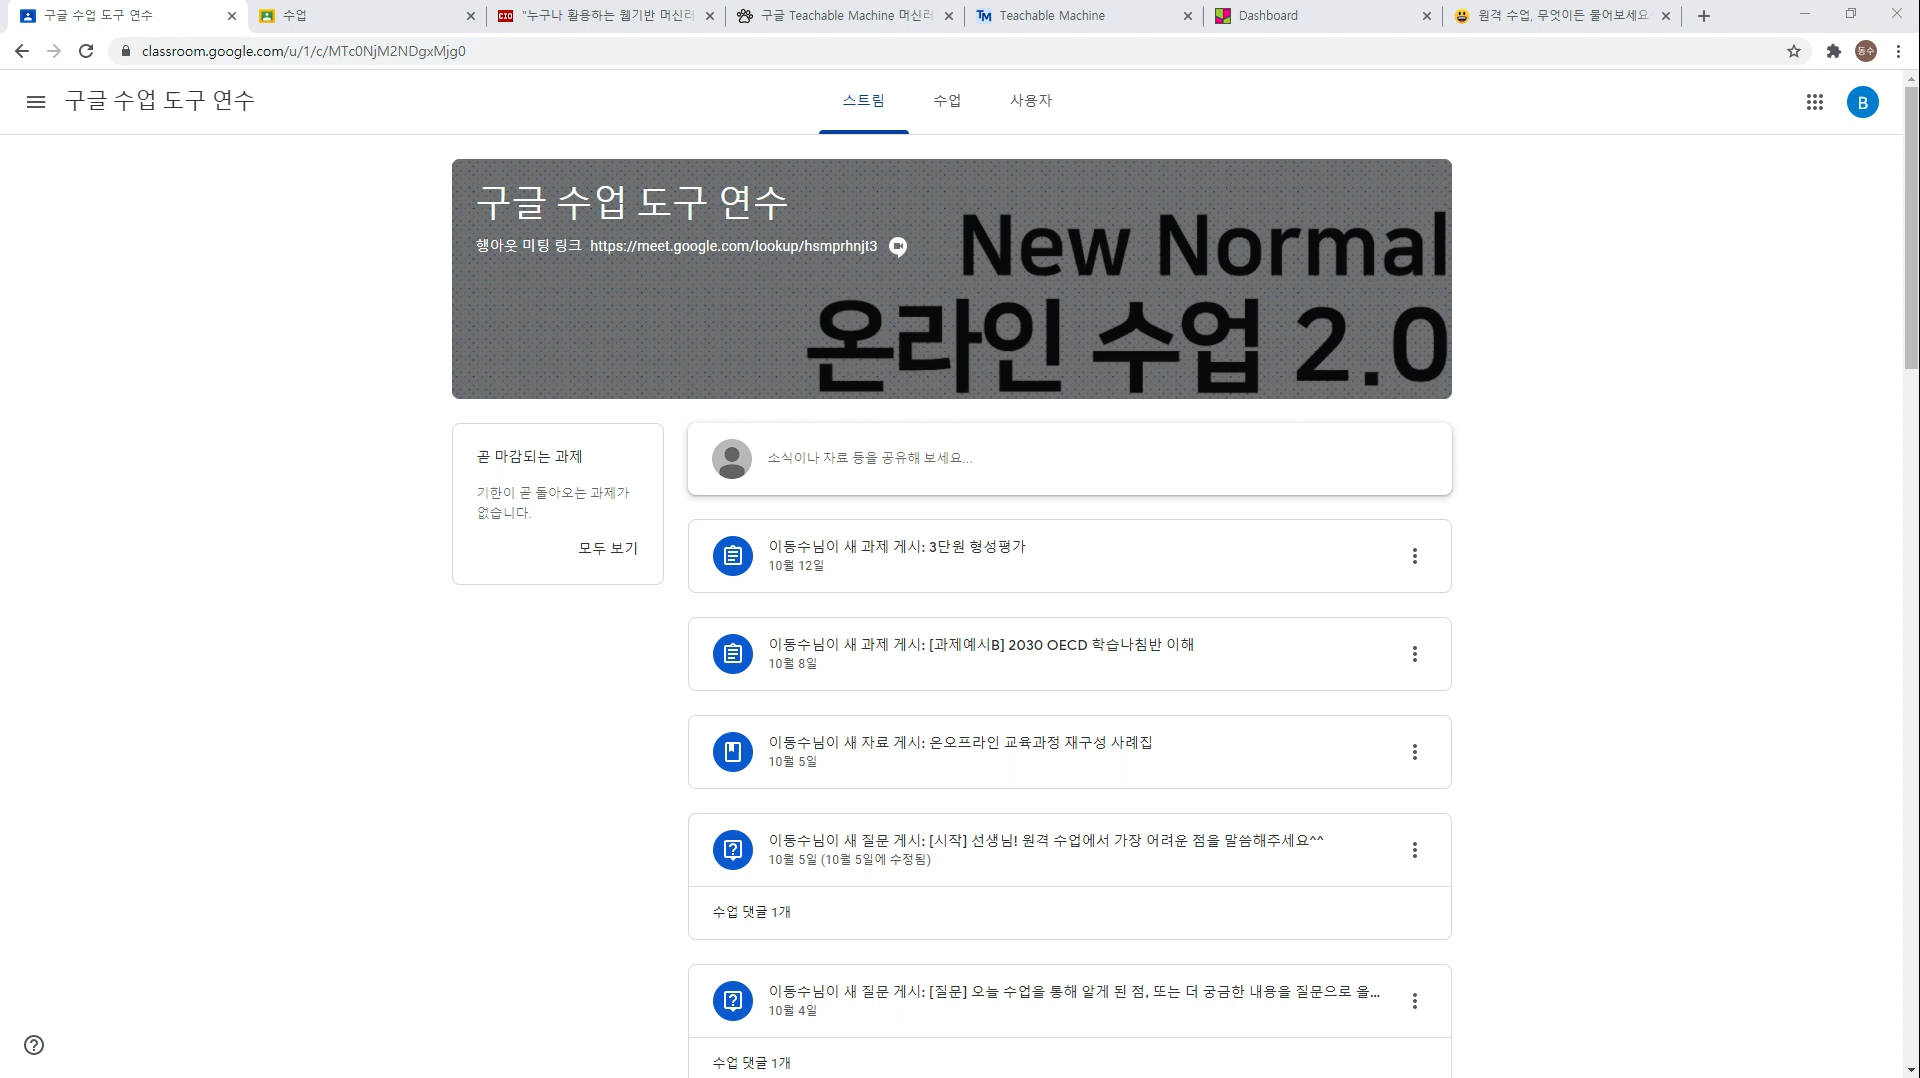 구글 수업 도구 연수
수업
"누구나 활용하는 웹기반 머신러
구글 Teachable Machine 머신러
Teachable Machine
Dashboard
원격 수업, 무엇이든 물어보세요
classroom.google.com/u/1/c/MTc0NjM2NDgxMjg0
동수
구글 수업 도구 연수
스트림
수업
사용자
B
구글 수업 도구 연수
행아웃 미팅 링크 https://meet.google.com/lookup/hsmprhnjt3
New Normal
온라인 수업 2.0
곧 마감되는 과제
기한이 곧 돌아오는 과제가
없습니다.
모두 보기
소식이나 자료 등을 공유해 보세요...
이동수님이 새 과제 게시: 3단원 형성평가
10월 12일
이동수님이 새 과제 게시: [과제예시B] 2030 OECD 학습나침반 이해
10월 8일
이동수님이 새 자료 게시: 온오프라인 교육과정 재구성 사례집
10월 5일
이동수님이 새 질문 게시: [시작] 선생님! 원격 수업에서 가장 어려운 점을 말씀해주세요^^
10월 5일 (10월 5일에 수정됨)
수업 댓글 1개
이동수님이 새 질문 게시: [질문] 오늘 수업을 통해 알게 된 점, 또는 더 궁금한 내용을 질문으로 올...
10월 4일
수업 댓글 1개